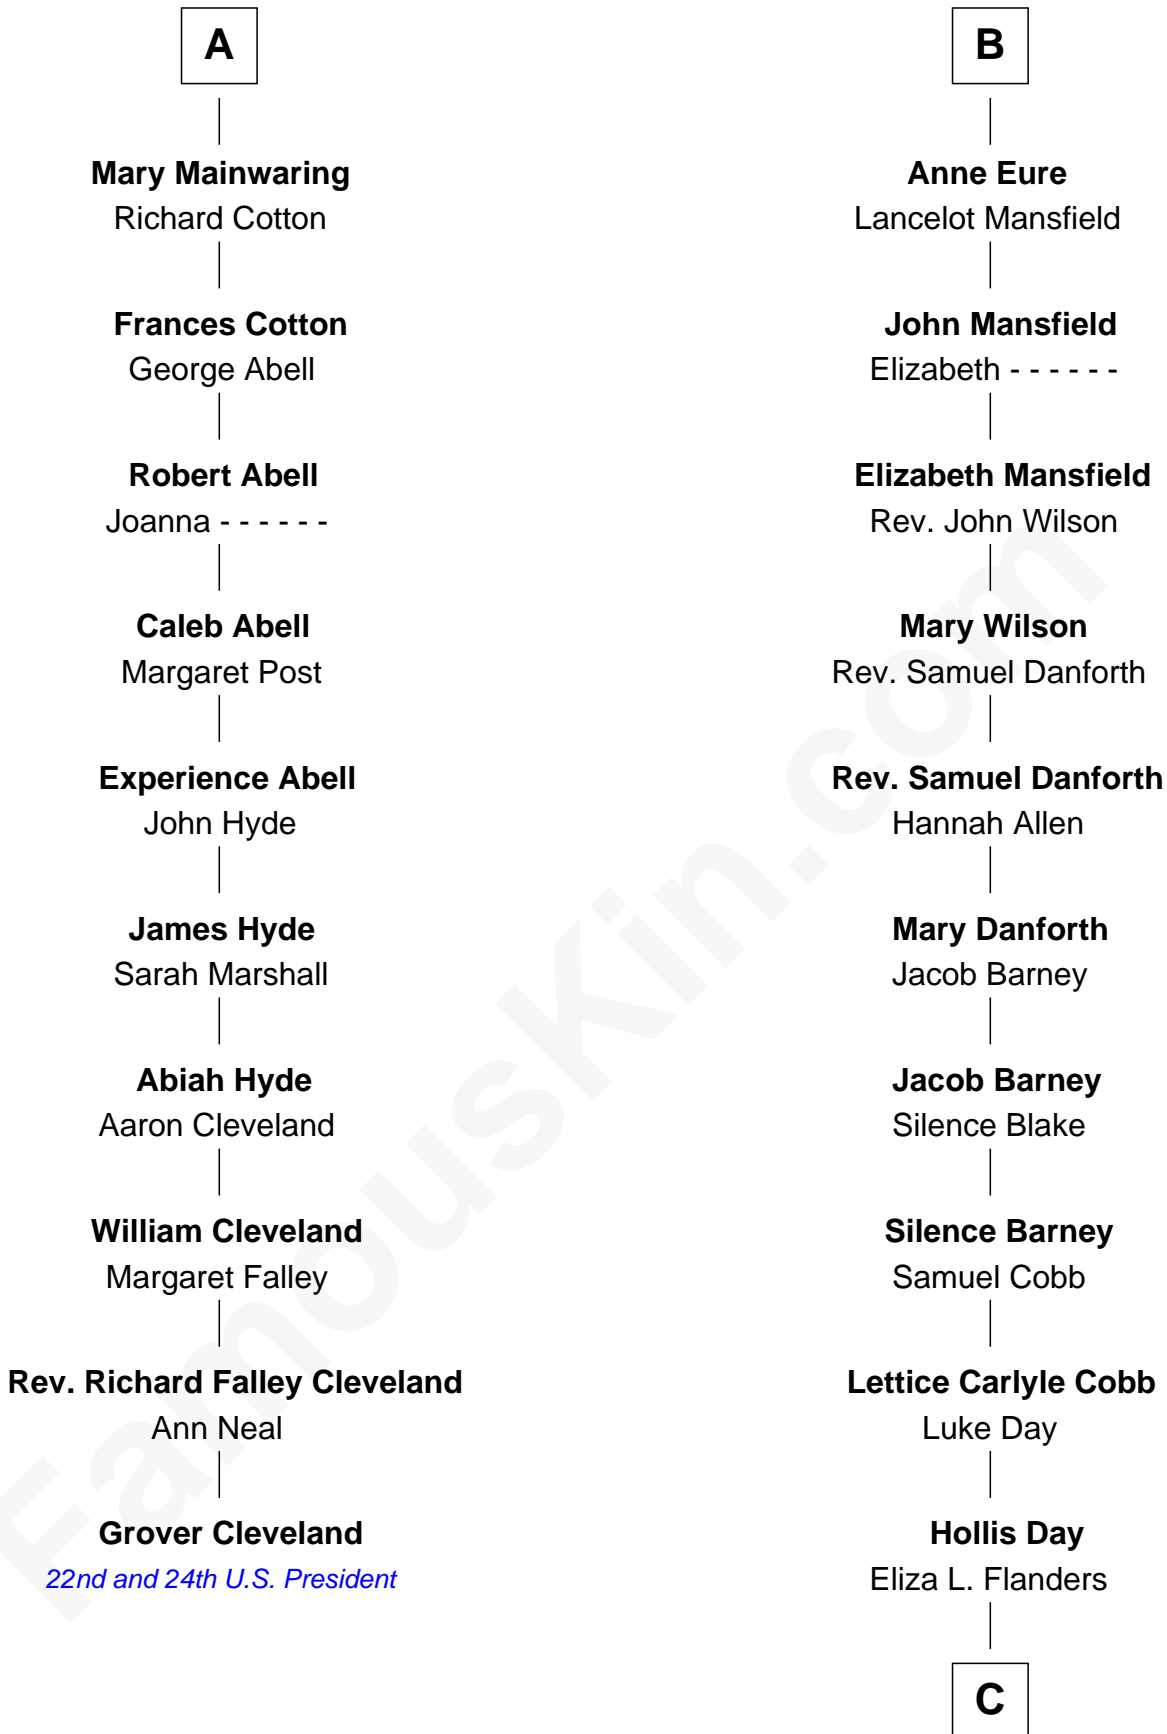 A
Mary Mainwaring
Richard Cotton
Frances Cotton
George Abell
Robert Abell
Joanna - - - - - -
Caleb Abell
Margaret Post
Experience Abell
John Hyde
James Hyde
Sarah Marshall
Abiah Hyde
Aaron Cleveland
William Cleveland
Margaret Falley
Rev. Richard Falley Cleveland
Ann Neal
Grover Cleveland
22nd and 24th U.S. President
B
Anne Eure
Lancelot Mansfield
John Mansfield
Elizabeth - - - - - -
Elizabeth Mansfield
Rev. John Wilson
Mary Wilson
Rev. Samuel Danforth
Rev. Samuel Danforth
Hannah Allen
Mary Danforth
Jacob Barney
Jacob Barney
Silence Blake
Silence Barney
Samuel Cobb
Lettice Carlyle Cobb
Luke Day
Hollis Day
Eliza L. Flanders
C
FamousKin.com